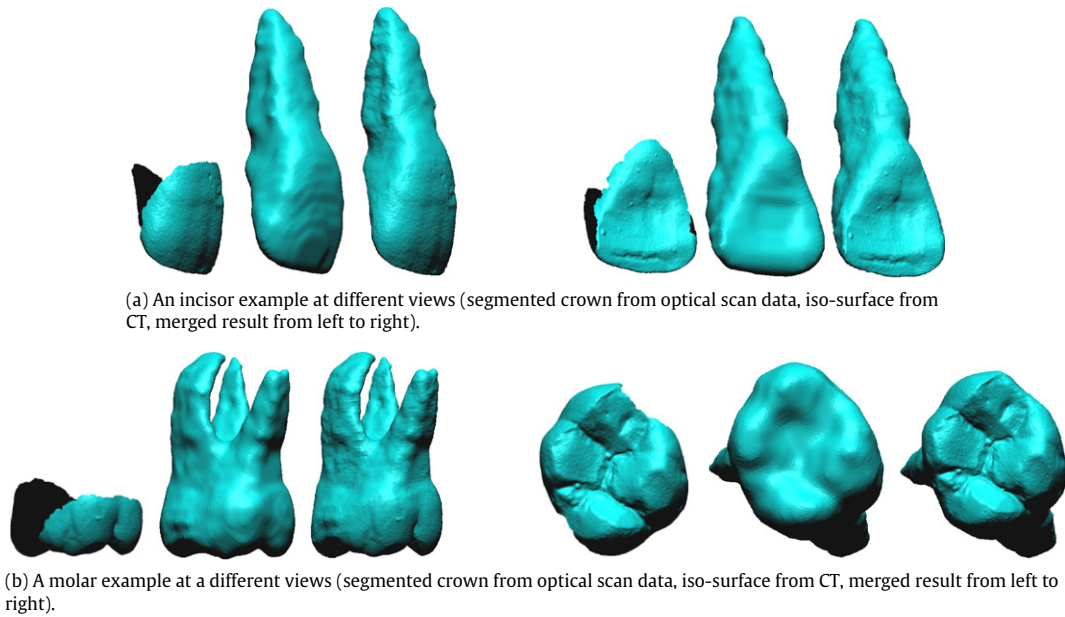 (a) An incisor example at different views (segmented crown from optical scan data, iso-surface from
CT, merged result from left to right).
(b) A molar example at a different views (segmented crown from optical scan data, iso-surface from CT, merged result from left to
right).